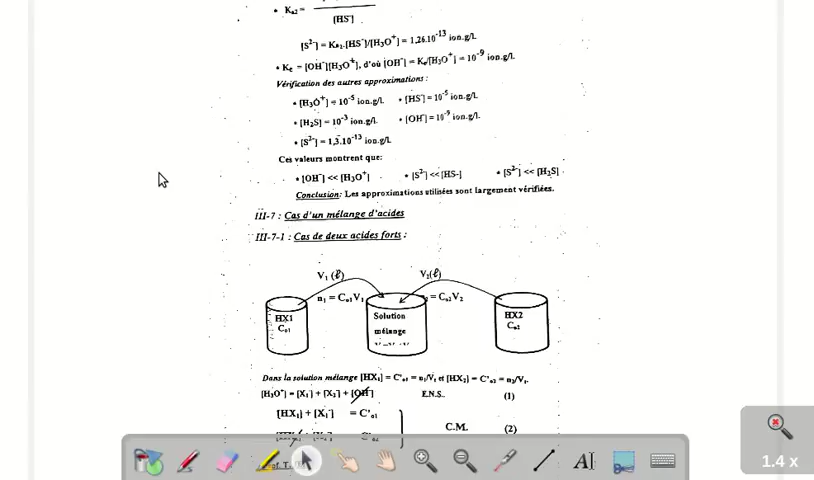 • Ka2 =
[HS-]
[S2-] = Ka2.[HS-]/[H3O+] = 1,26.10-13 ion.g/l.
• Ke = [OH-][H3O+], d'où [OH-] = Ke/[H3O+] = 10-9 ion.g/l.
Vérification des autres approximations :
• [H3O+] = 10-5 ion.g/l. • [HS-] = 10-5 ion.g/l.
• [H2S] = 10-3 ion.g/l. • [OH-] = 10-9 ion.g/l.
• [S2-] = 1,3.10-13 ion.g/l.
Ces valeurs montrent que:
• [OH-] << [H3O+] • [S2-] << [HS-] • [S2-] << [H2S] .
Conclusion: Les approximations utilisées sont largement vérifiées.
III-7 : Cas d'un mélange d'acides
III-7-1 : Cas de deux acides forts :
V1 (ℓ) V2(ℓ)
n1 = Ca1V1 = Ca2V2
HX1
Ca1
Solution
mélange
HX2
Ca2
Dans la solution mélange [HX1] = C'a1 = n1/Vt et [HX2] = C'a2 = n2/Vt.
[H3O+] = [X1-] + [X2-] + [OH-] E.N.S.. (1)
[HX1] + [X1-] = C'a1
C.M. (2)
1.4 x